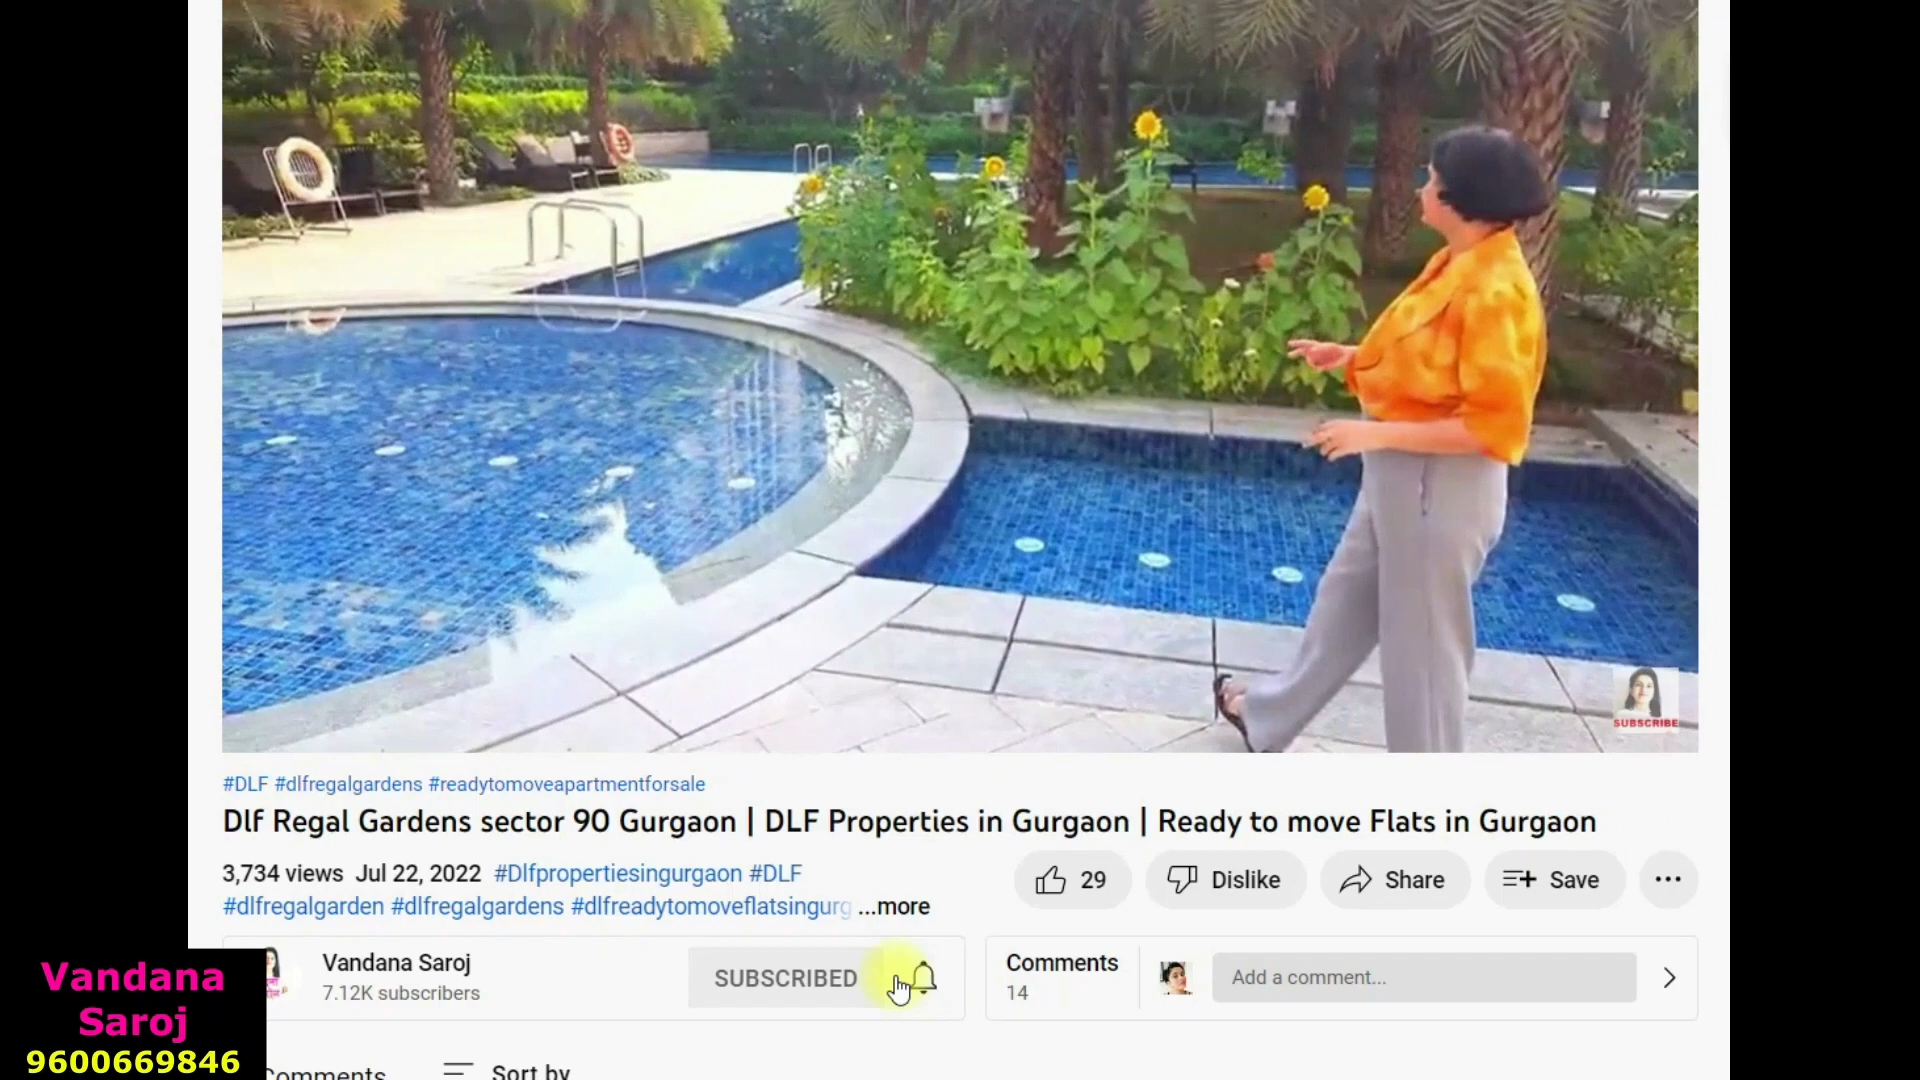 SUBSCRIBE
#DLF #dlfregalgardens #readytomoveapartmentforsale
Dlf Regal Gardens sector 90 Gurgaon | DLF Properties in Gurgaon | Ready to move Flats in Gurgaon
3,734 views Jul 22, 2022 #Dlfpropertiesingurgaon #DLF
#dlfregalgarden #dlfregalgardens #dlfreadytomoveflatsingurg ...more
29
Dislike
Share
Save
Vandana Saroj
7.12K subscribers
SUBSCRIBED
Comments
14
Add a comment...
Vandana
Saroj
9600669846
Comments
Sort by